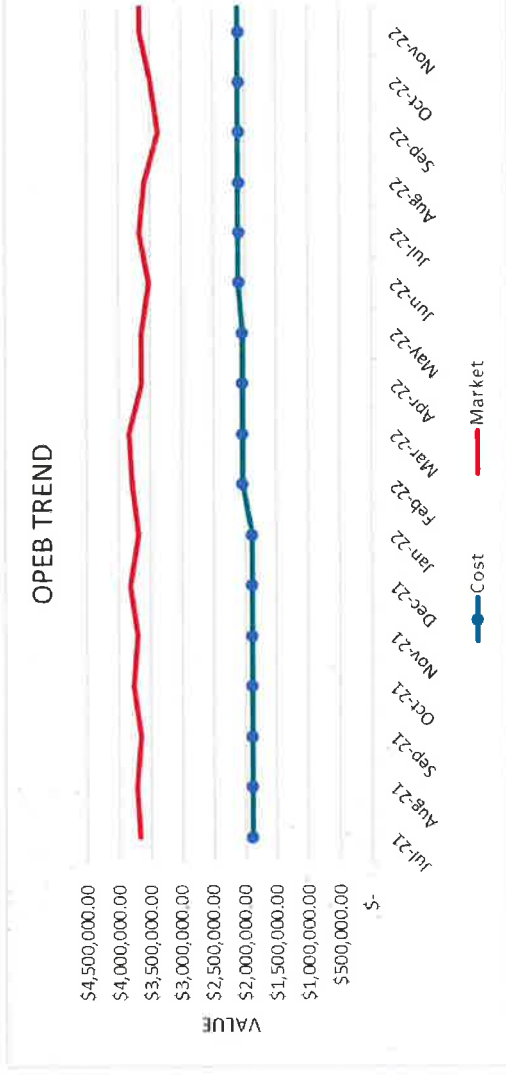 OPEB TREND
VALUE
$4,500,000.00
$4,000,000.00
$3,500,000.00
$3,000,000.00
$2,500,000.00
$2,000,000.00
$1,500,000.00
$1,000,000.00
$500,000.00
$-
Jul-21
Aug-21
Sep-21
Oct-21
Nov-21
Dec-21
Jan-22
Feb-22
Mar-22
Apr-22
May-22
Jun-22
Jul-22
Aug-22
Sep-22
Oct-22
Nov-22
Cost Market